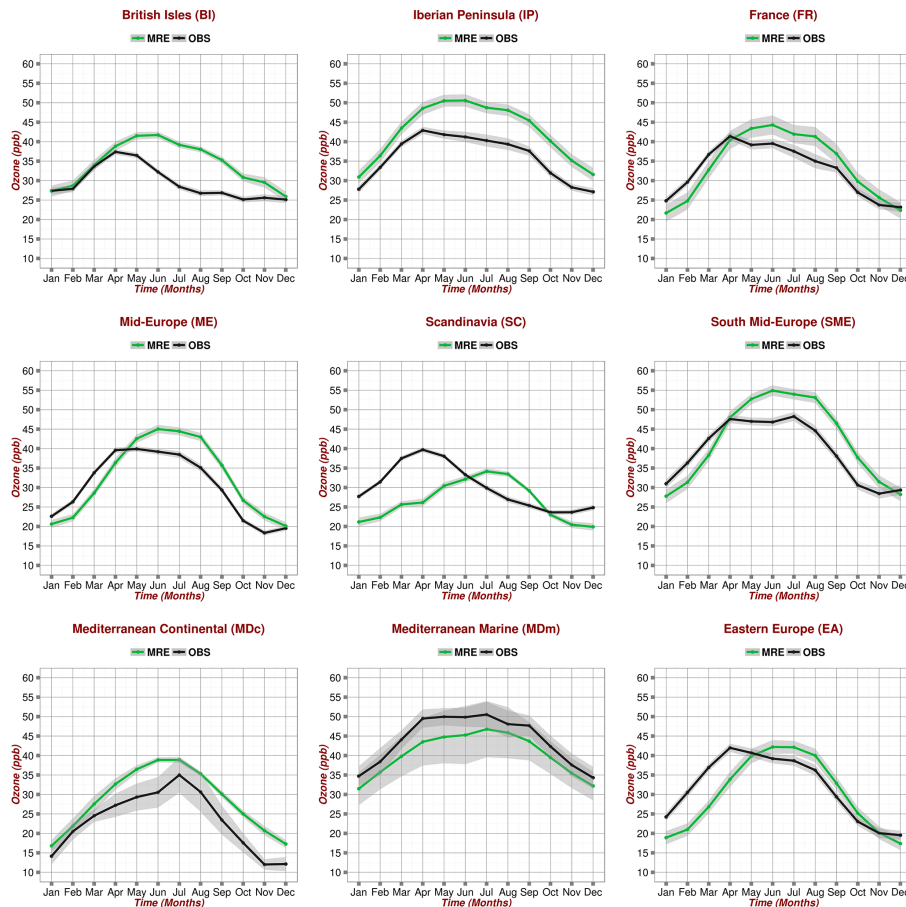 British Isles (BI)
MRE OBS
60
55
50
45
40
35
30
25
20
15
10
Ozone (ppb)
Jan Feb Mar Apr May Jun Jul Aug Sep Oct Nov Dec
Time (Months)
Iberian Peninsula (IP)
MRE OBS
60
55
50
45
40
35
30
25
20
15
10
Ozone (ppb)
Jan Feb Mar Apr May Jun Jul Aug Sep Oct Nov Dec
Time (Months)
France (FR)
MRE OBS
60
55
50
45
40
35
30
25
20
15
10
Ozone (ppb)
Jan Feb Mar Apr May Jun Jul Aug Sep Oct Nov Dec
Time (Months)
Mid-Europe (ME)
MRE OBS
60
55
50
45
40
35
30
25
20
15
10
Ozone (ppb)
Jan Feb Mar Apr May Jun Jul Aug Sep Oct Nov Dec
Time (Months)
Scandinavia (SC)
MRE OBS
60
55
50
45
40
35
30
25
20
15
10
Ozone (ppb)
Jan Feb Mar Apr May Jun Jul Aug Sep Oct Nov Dec
Time (Months)
South Mid-Europe (SME)
MRE OBS
60
55
50
45
40
35
30
25
20
15
10
Ozone (ppb)
Jan Feb Mar Apr May Jun Jul Aug Sep Oct Nov Dec
Time (Months)
Mediterranean Continental (MDc)
MRE OBS
60
55
50
45
40
35
30
25
20
15
10
Ozone (ppb)
Jan Feb Mar Apr May Jun Jul Aug Sep Oct Nov Dec
Time (Months)
Mediterranean Marine (MDm)
MRE OBS
60
55
50
45
40
35
30
25
20
15
10
Ozone (ppb)
Jan Feb Mar Apr May Jun Jul Aug Sep Oct Nov Dec
Time (Months)
Eastern Europe (EA)
MRE OBS
60
55
50
45
40
35
30
25
20
15
10
Ozone (ppb)
Jan Feb Mar Apr May Jun Jul Aug Sep Oct Nov Dec
Time (Months)